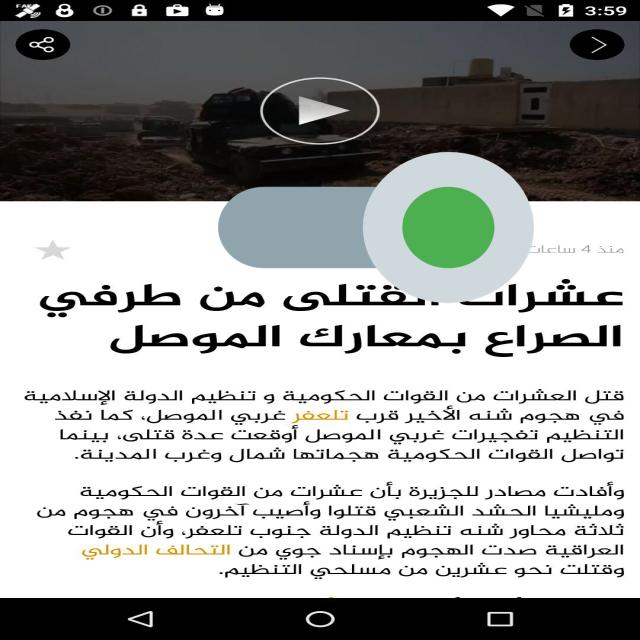 3:59
منذ 4 ساعات
عشرات القتلى من طرفي
الصراع بمعارك الموصل
قتل العشرات من القوات الحكومية و تنظيم الدولة الإسلامية
في هجوم شنه الأخير قرب تلعفر غربي الموصل، كما نفذ
التنظيم تفجيرات غربي الموصل أوقعت عدة قتلى، بينما
تواصل القوات الحكومية هجماتها شمال وغرب المدينة.
وأفادت مصادر للجزيرة بأن عشرات من القوات الحكومية
ومليشيا الحشد الشعبي قتلوا وأصيب آخرون في هجوم من
ثلاثة محاور شنه تنظيم الدولة جنوب تلعفر، وأن القوات
العراقية صدت الهجوم بإسناد جوي من التحالف الدولي
وقتلت نحو عشرين من مسلحي التنظيم.